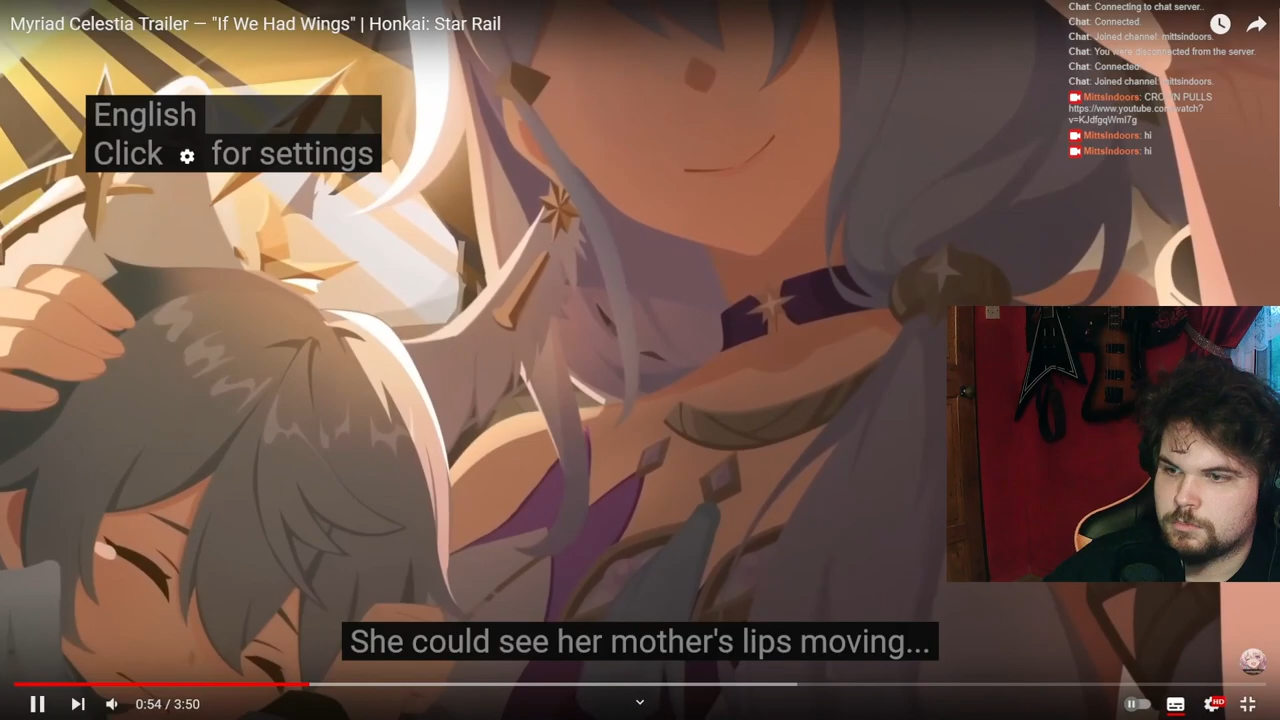 Myriad Celestia Trailer — "If We Had Wings" | Honkai: Star Rail
Chat: Connecting to chat server..
Chat: Connected.
Chat: Joined channel: mittsindoors.
Chat: You were disconnected from the server.
Chat: Connected.
Chat: Joined channel: mittsindoors.
MittsIndoors: CROWN PULLS
https://www.youtube.com/watch?
MittsIndoors: hi
MittsIndoors: hi
English
Click for settings
She could see her mother's lips moving...
0:54 / 3:50
HD